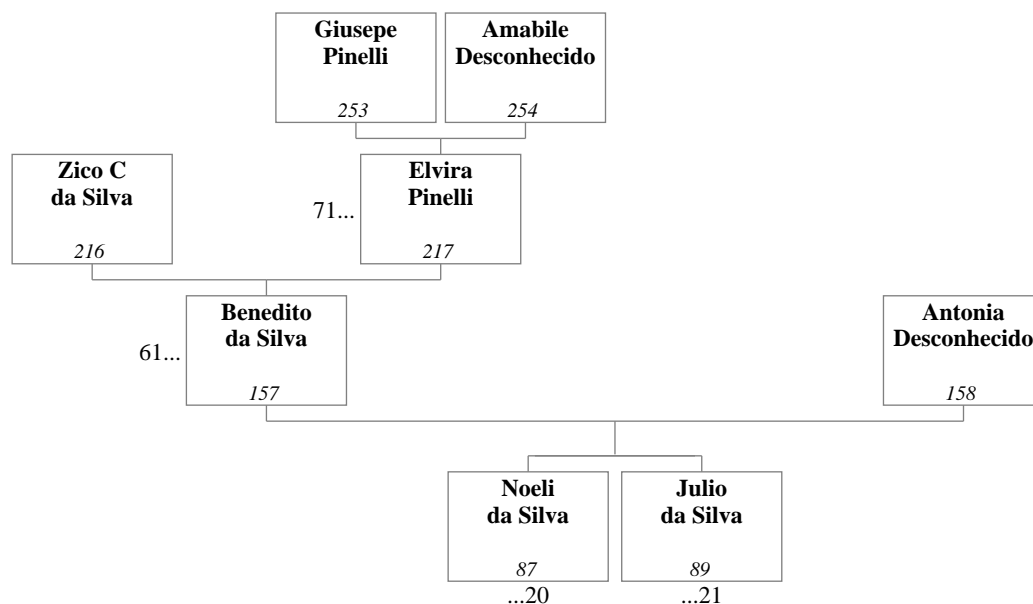 Giusepe
Pinelli
253
Amabile
Desconhecido
254
Zico C
da Silva
216
71...
Elvira
Pinelli
217
61...
Benedito
da Silva
157
Antonia
Desconhecido
158
Noeli
da Silva
87
...20
Julio
da Silva
89
...21